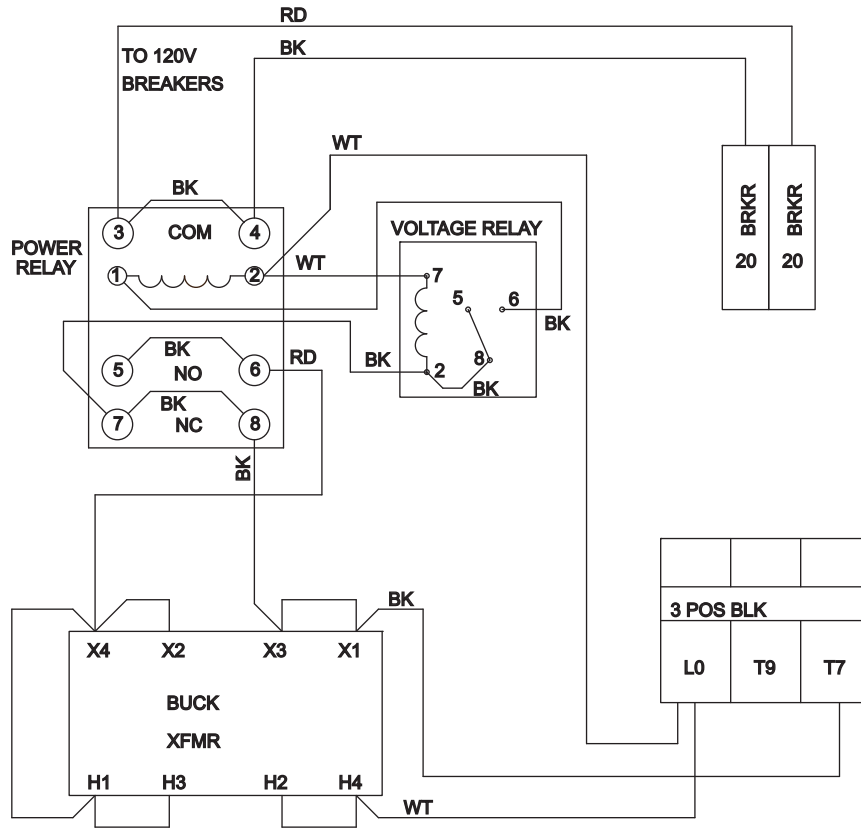 RD
TO 120V
BREAKERS
BK
WT
BK
VOLTAGE RELAY
POWER
RELAY
3
COM
4
1
2
WT
7
5
6
BK
BRKR
20
BRKR
20
BK
5
NO
6
RD
BK
2
8
BK
BK
7
NC
8
BK
BK
3 POS BLK
L0
T9
T7
X4
X2
X3
X1
BUCK
XFMR
H1
H3
H2
H4
WT